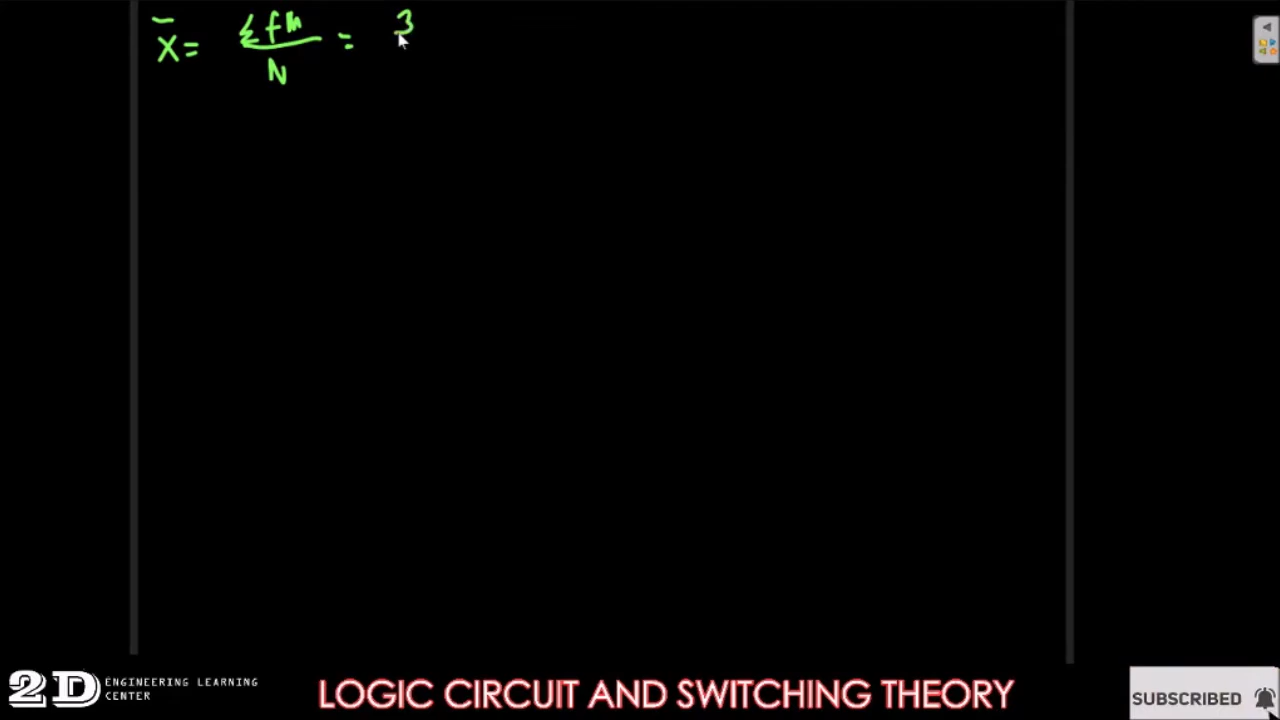 X̄ = Σfm / N = 3
2D ENGINEERING LEARNING CENTER
LOGIC CIRCUIT AND SWITCHING THEORY
SUBSCRIBED